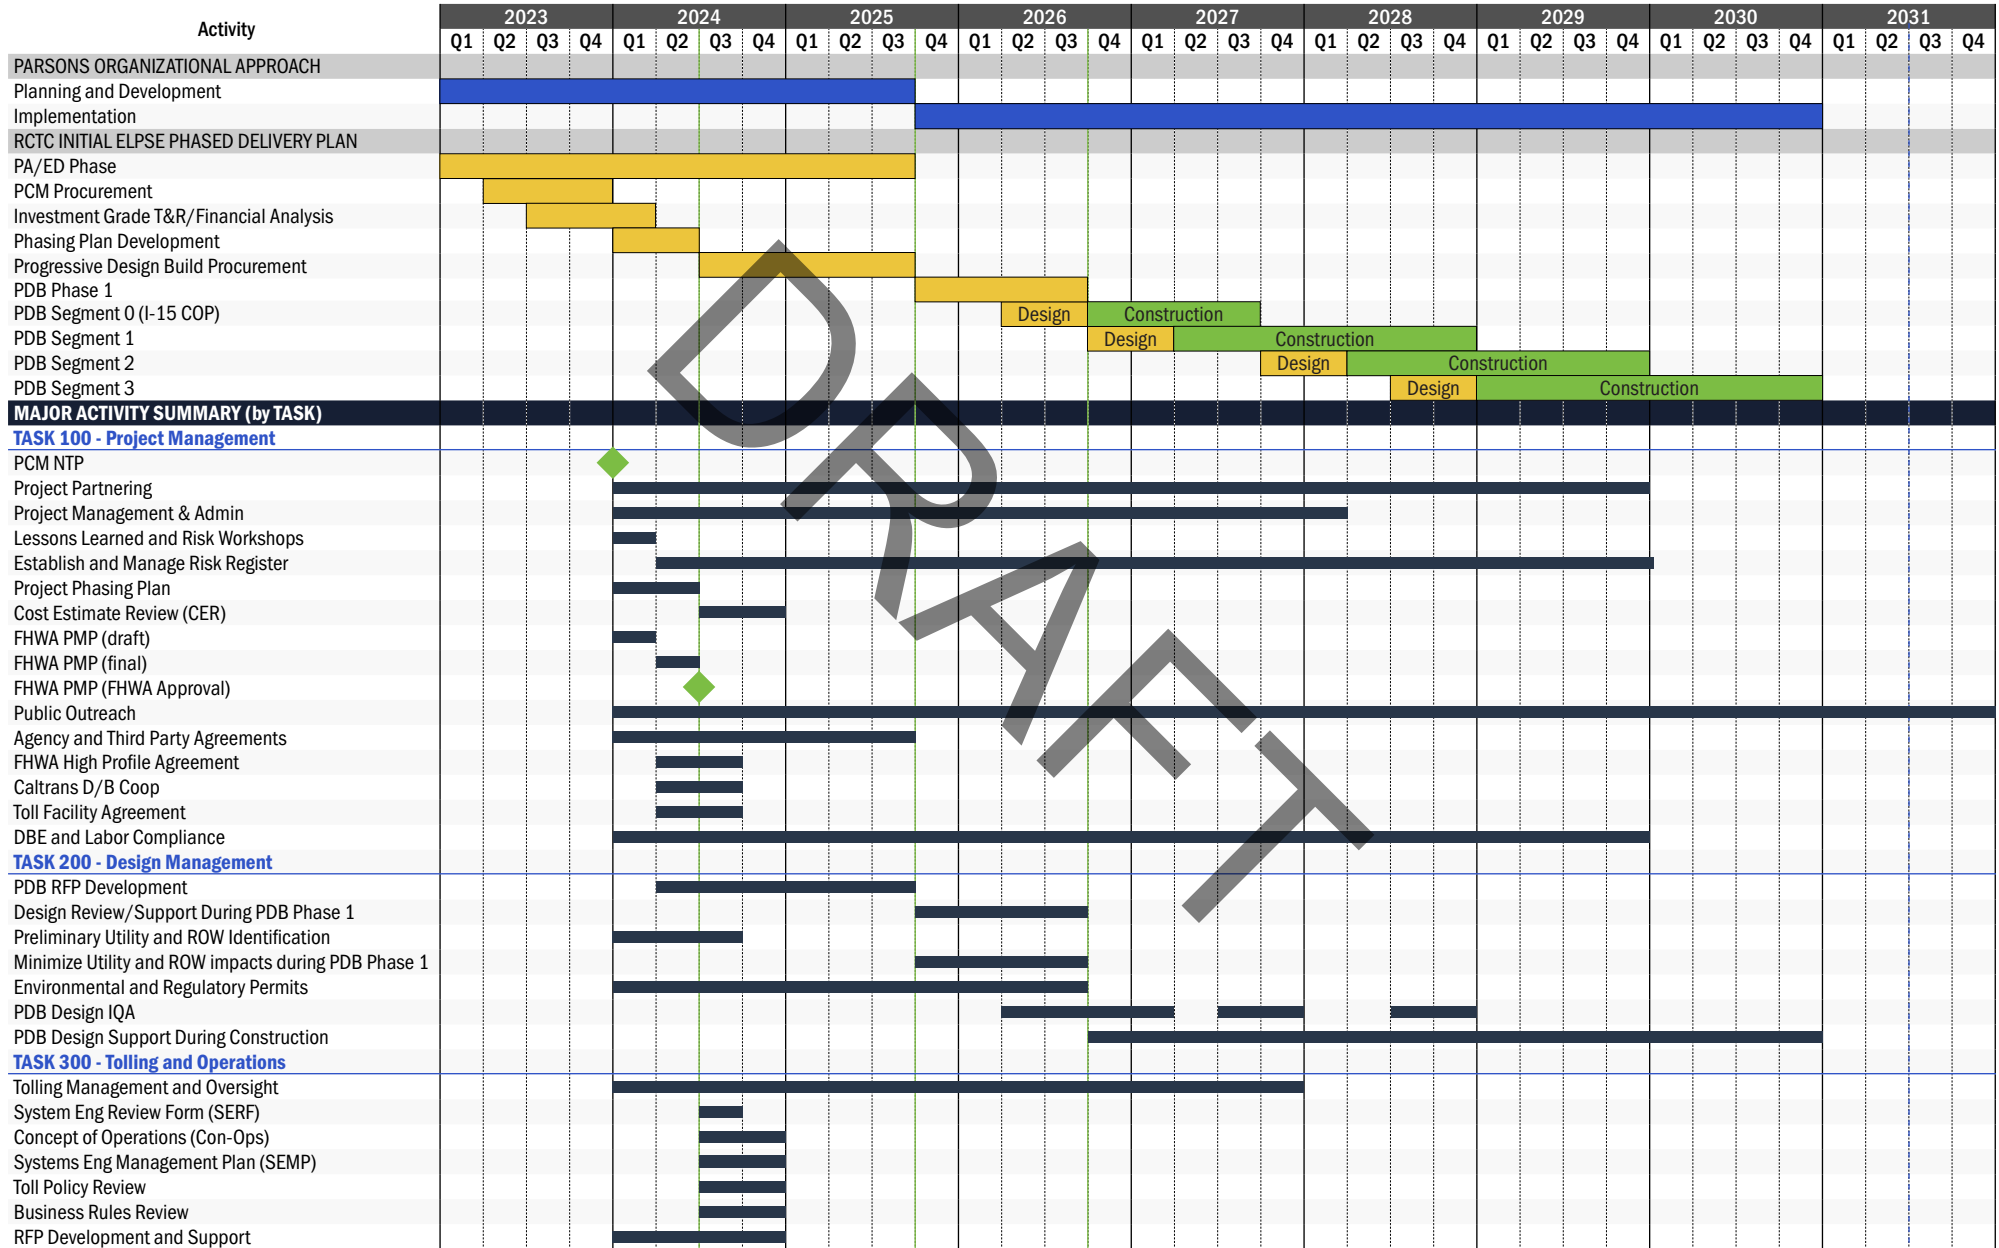 Activity 2023 2024 2025 2026 2027 2028 2029 2030 2031
Q1 Q2 Q3 Q4 Q1 Q2 Q3 Q4 Q1 Q2 Q3 Q4 Q1 Q2 Q3 Q4 Q1 Q2 Q3 Q4 Q1 Q2 Q3 Q4 Q1 Q2 Q3 Q4 Q1 Q2 Q3 Q4 Q1 Q2 Q3 Q4
PARSONS ORGANIZATIONAL APPROACH
Planning and Development
Implementation
RCTC INITIAL ELPSE PHASED DELIVERY PLAN
PA/ED Phase
PCM Procurement
Investment Grade T&R/Financial Analysis
Phasing Plan Development
Progressive Design Build Procurement
PDB Phase 1
PDB Segment 0 (I-15 COP) Design Construction
PDB Segment 1 Design Construction
PDB Segment 2 Design Construction
PDB Segment 3 Design Construction
MAJOR ACTIVITY SUMMARY (by TASK)
TASK 100 - Project Management
PCM NTP
Project Partnering
Project Management & Admin
Lessons Learned and Risk Workshops
Establish and Manage Risk Register
Project Phasing Plan
Cost Estimate Review (CER)
FHWA PMP (draft)
FHWA PMP (final)
FHWA PMP (FHWA Approval)
Public Outreach
Agency and Third Party Agreements
FHWA High Profile Agreement
Caltrans D/B Coop
Toll Facility Agreement
DBE and Labor Compliance
TASK 200 - Design Management
PDB RFP Development
Design Review/Support During PDB Phase 1
Preliminary Utility and ROW Identification
Minimize Utility and ROW impacts during PDB Phase 1
Environmental and Regulatory Permits
PDB Design IQA
PDB Design Support During Construction
TASK 300 - Tolling and Operations
Tolling Management and Oversight
System Eng Review Form (SERF)
Concept of Operations (Con-Ops)
Systems Eng Management Plan (SEMP)
Toll Policy Review
Business Rules Review
RFP Development and Support
DRAFT